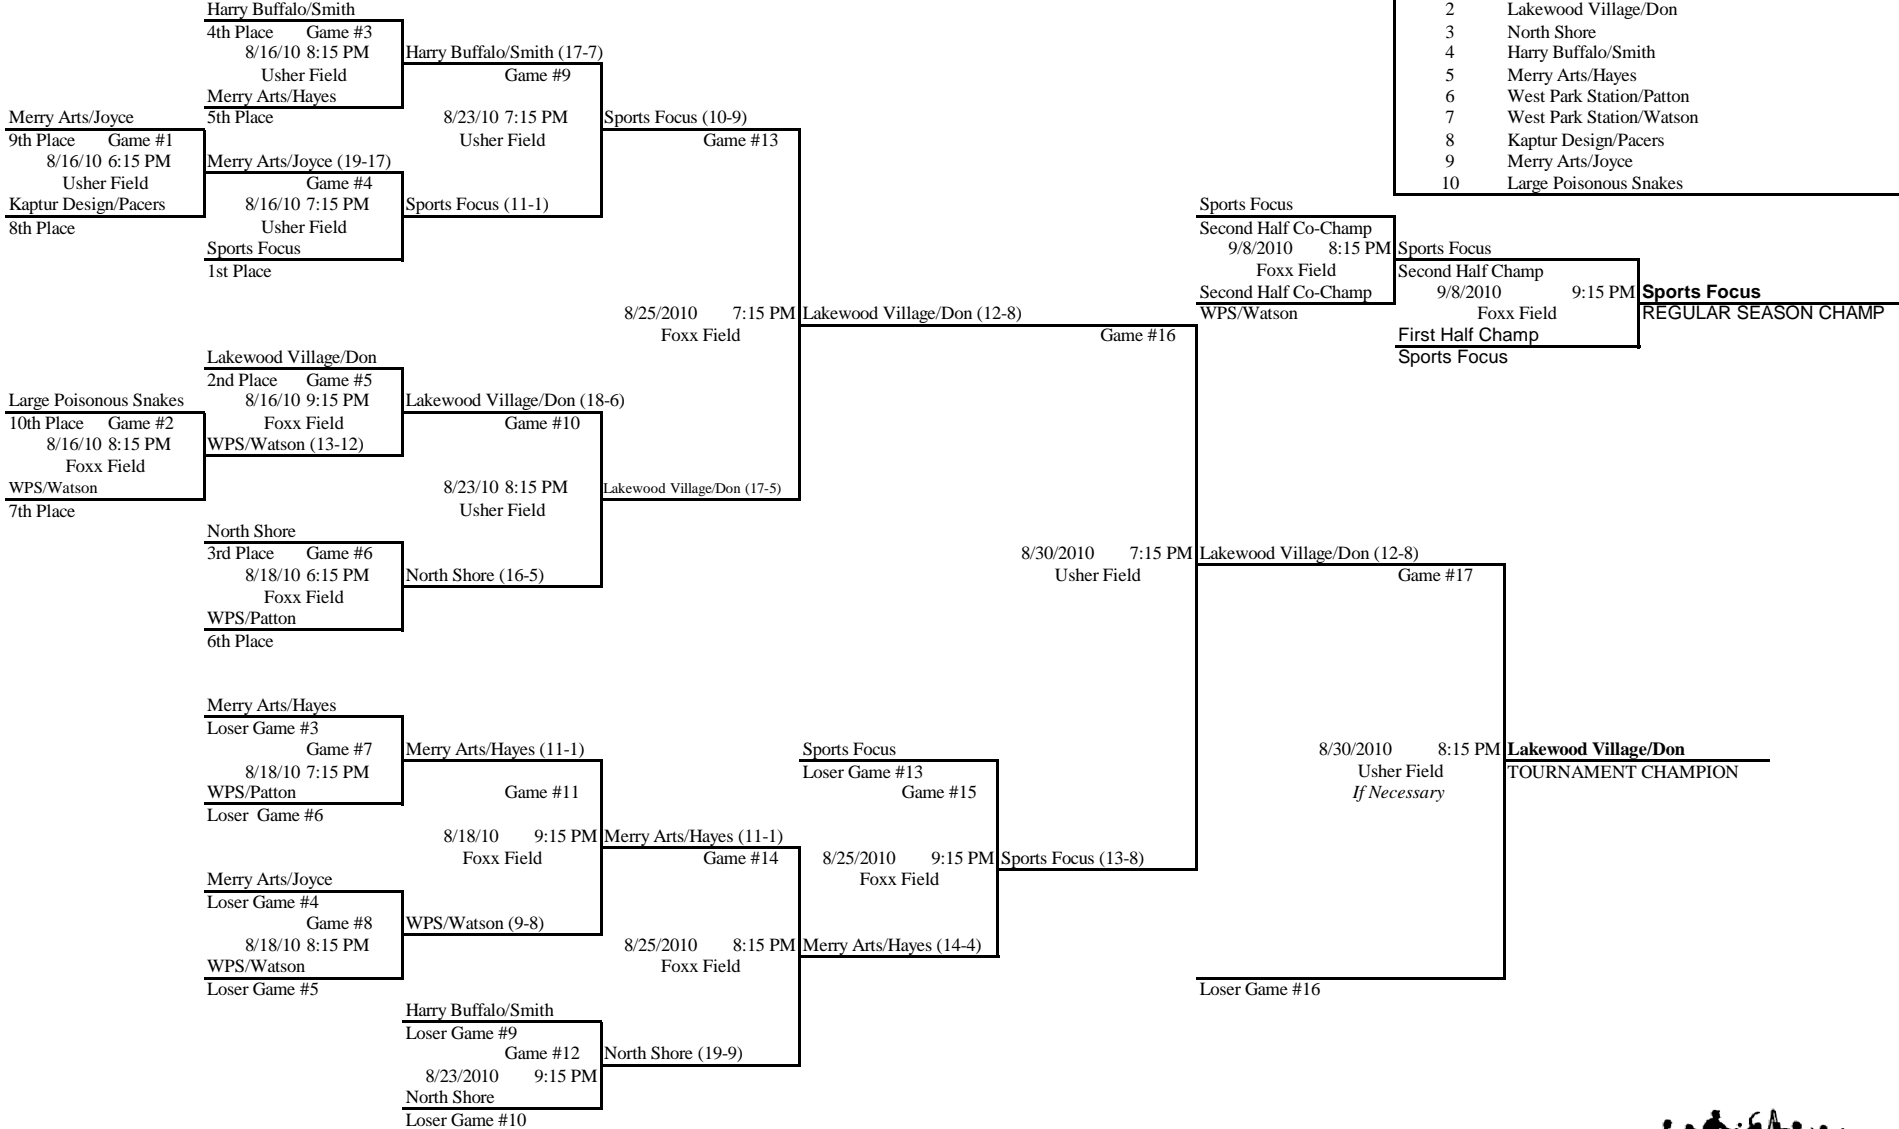 Harry Buffalo/Smith
4th Place Game #3
8/16/10 8:15 PM
Usher Field
Merry Arts/Hayes
5th Place
Harry Buffalo/Smith (17-7)
Game #9
8/23/10 7:15 PM
Usher Field
Merry Arts/Joyce
9th Place Game #1
8/16/10 6:15 PM
Usher Field
Kaptur Design/Pacers
8th Place
Merry Arts/Joyce (19-17)
Game #4
8/16/10 7:15 PM
Usher Field
Sports Focus
1st Place
Sports Focus (11-1)
Sports Focus (10-9)
Game #13
8/25/2010 7:15 PM
Foxx Field
Lakewood Village/Don
2nd Place Game #5
8/16/10 9:15 PM
Foxx Field
WPS/Watson (13-12)
Large Poisonous Snakes
10th Place Game #2
8/16/10 8:15 PM
Foxx Field
WPS/Watson
7th Place
Lakewood Village/Don (18-6)
Game #10
8/23/10 8:15 PM
Usher Field
North Shore
3rd Place Game #6
8/18/10 6:15 PM
Foxx Field
WPS/Patton
6th Place
North Shore (16-5)
Lakewood Village/Don (17-5)
Lakewood Village/Don (12-8)
Game #16
8/30/2010 7:15 PM
Usher Field
2 Lakewood Village/Don
3 North Shore
4 Harry Buffalo/Smith
5 Merry Arts/Hayes
6 West Park Station/Patton
7 West Park Station/Watson
8 Kaptur Design/Pacers
9 Merry Arts/Joyce
10 Large Poisonous Snakes
Sports Focus
Second Half Co-Champ
9/8/2010 8:15 PM
Foxx Field
Second Half Co-Champ
WPS/Watson
Sports Focus
Second Half Champ
9/8/2010 9:15 PM
Foxx Field
First Half Champ
Sports Focus
Sports Focus
REGULAR SEASON CHAMP
Merry Arts/Hayes
Loser Game #3
Game #7
8/18/10 7:15 PM
WPS/Patton
Loser Game #6
Merry Arts/Hayes (11-1)
Game #11
8/18/10 9:15 PM
Foxx Field
Merry Arts/Joyce
Loser Game #4
Game #8
8/18/10 8:15 PM
WPS/Watson
Loser Game #5
WPS/Watson (9-8)
Merry Arts/Hayes (11-1)
Game #14
8/25/2010 8:15 PM
Foxx Field
Harry Buffalo/Smith
Loser Game #9
Game #12
8/23/2010 9:15 PM
North Shore
Loser Game #10
North Shore (19-9)
Sports Focus
Loser Game #13
Game #15
8/25/2010 9:15 PM
Foxx Field
Merry Arts/Hayes (14-4)
Sports Focus (13-8)
Lakewood Village/Don (12-8)
Game #17
8/30/2010 8:15 PM
Usher Field
If Necessary
Loser Game #16
Lakewood Village/Don
TOURNAMENT CHAMPION